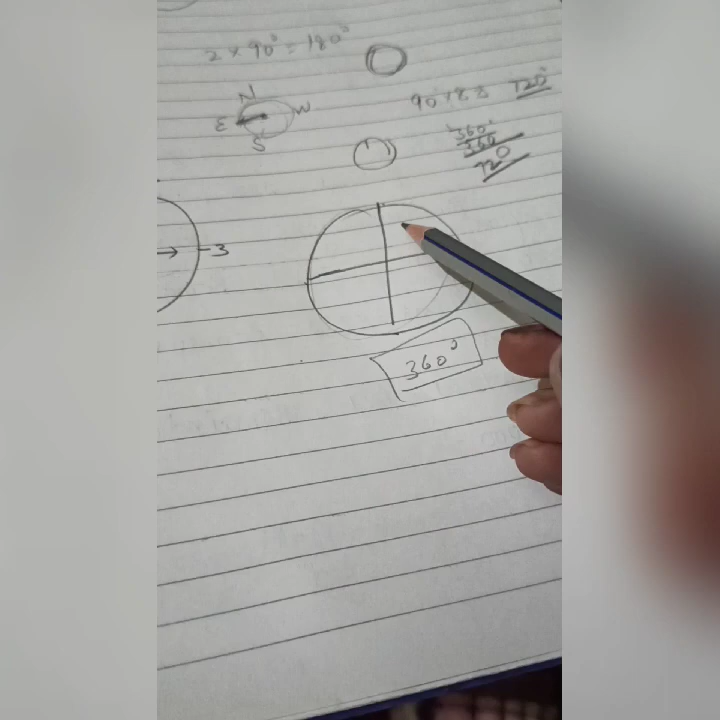 2 × 90° = 180°
N
E W
S
90 × 8 = 720°
360°
360
720
3
360°